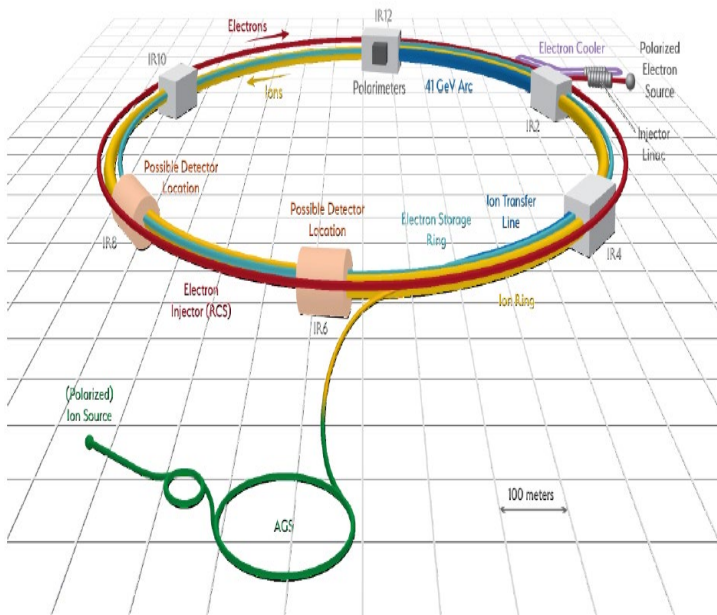 IR12
Electrons
IR10
Electron Cooler
Polarized
Electron
Source
Ions
Polarimeters
41 GeV Arc
IR2
Injector
Linac
Possible Detector
Location
Possible Detector
Location
Electron Storage
Ring
Ion Transfer
Line
IR8
IR4
Electron
Injector (RCS)
Ion Ring
IR6
(Polarized)
Ion Source
100 meters
AGS